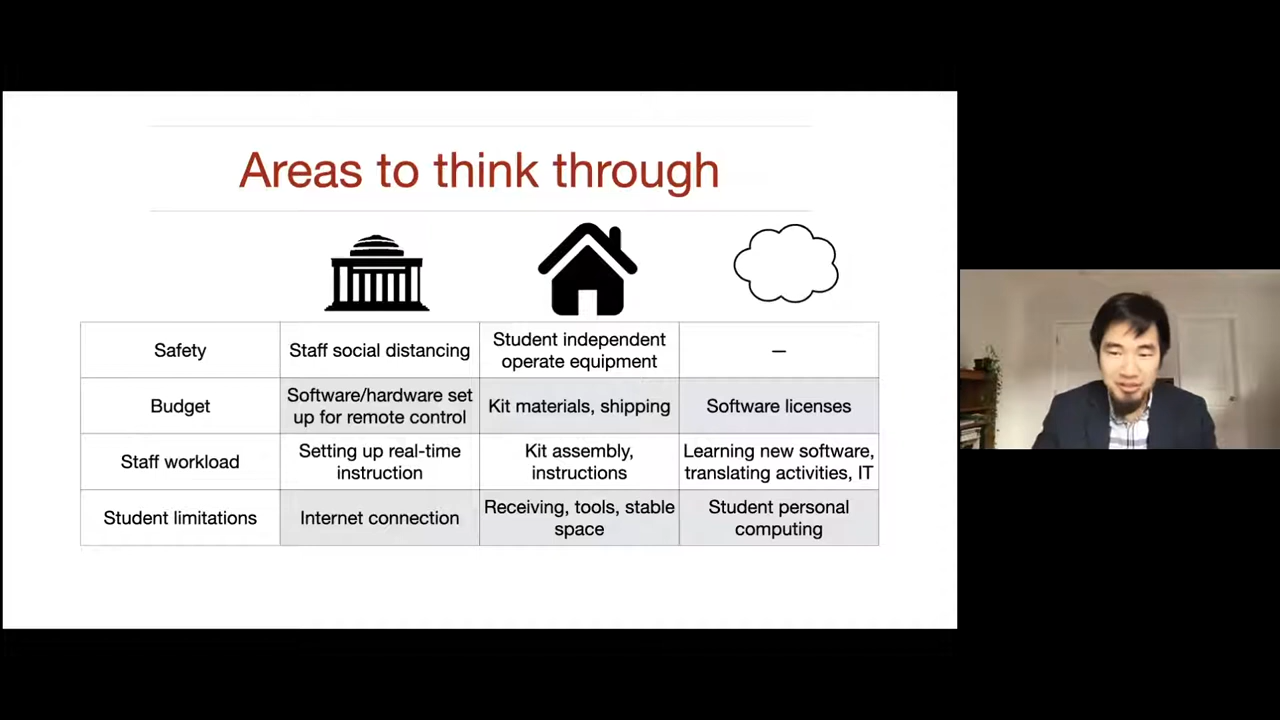 Areas to think through
Safety
Staff social distancing
Student independent
operate equipment
—
Budget
Software/hardware set
up for remote control
Kit materials, shipping
Software licenses
Staff workload
Setting up real-time
instruction
Kit assembly,
instructions
Learning new software,
translating activities, IT
Student limitations
Internet connection
Receiving, tools, stable
space
Student personal
computing